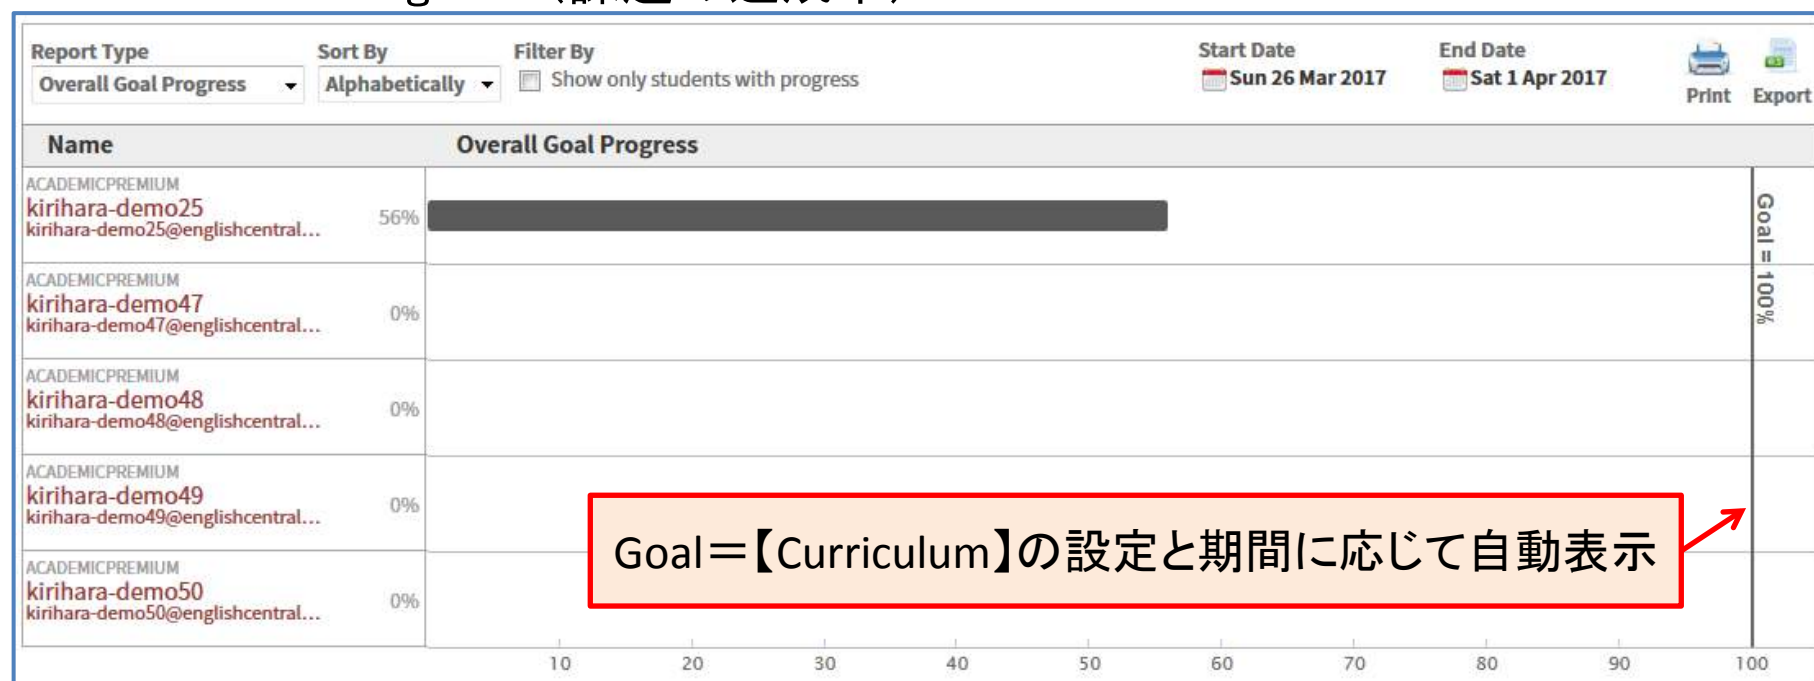 Report Type
Sort By
Filter By
Start Date
End Date
Overall Goal Progress
Alphabetically
Show only students with progress
Sun 26 Mar 2017
Sat 1 Apr 2017
Print
Export
Name
Overall Goal Progress
ACADEMICPREMIUM
kirihara-demo25
56%
kirihara-demo25@englishcentral...
Goal = 100%
ACADEMICPREMIUM
kirihara-demo47
0%
kirihara-demo47@englishcentral...
ACADEMICPREMIUM
kirihara-demo48
0%
kirihara-demo48@englishcentral...
ACADEMICPREMIUM
kirihara-demo49
0%
kirihara-demo49@englishcentral...
Goal＝【Curriculum】の設定と期間に応じて自動表示
ACADEMICPREMIUM
kirihara-demo50
0%
kirihara-demo50@englishcentral...
10 20 30 40 50 60 70 80 90 100